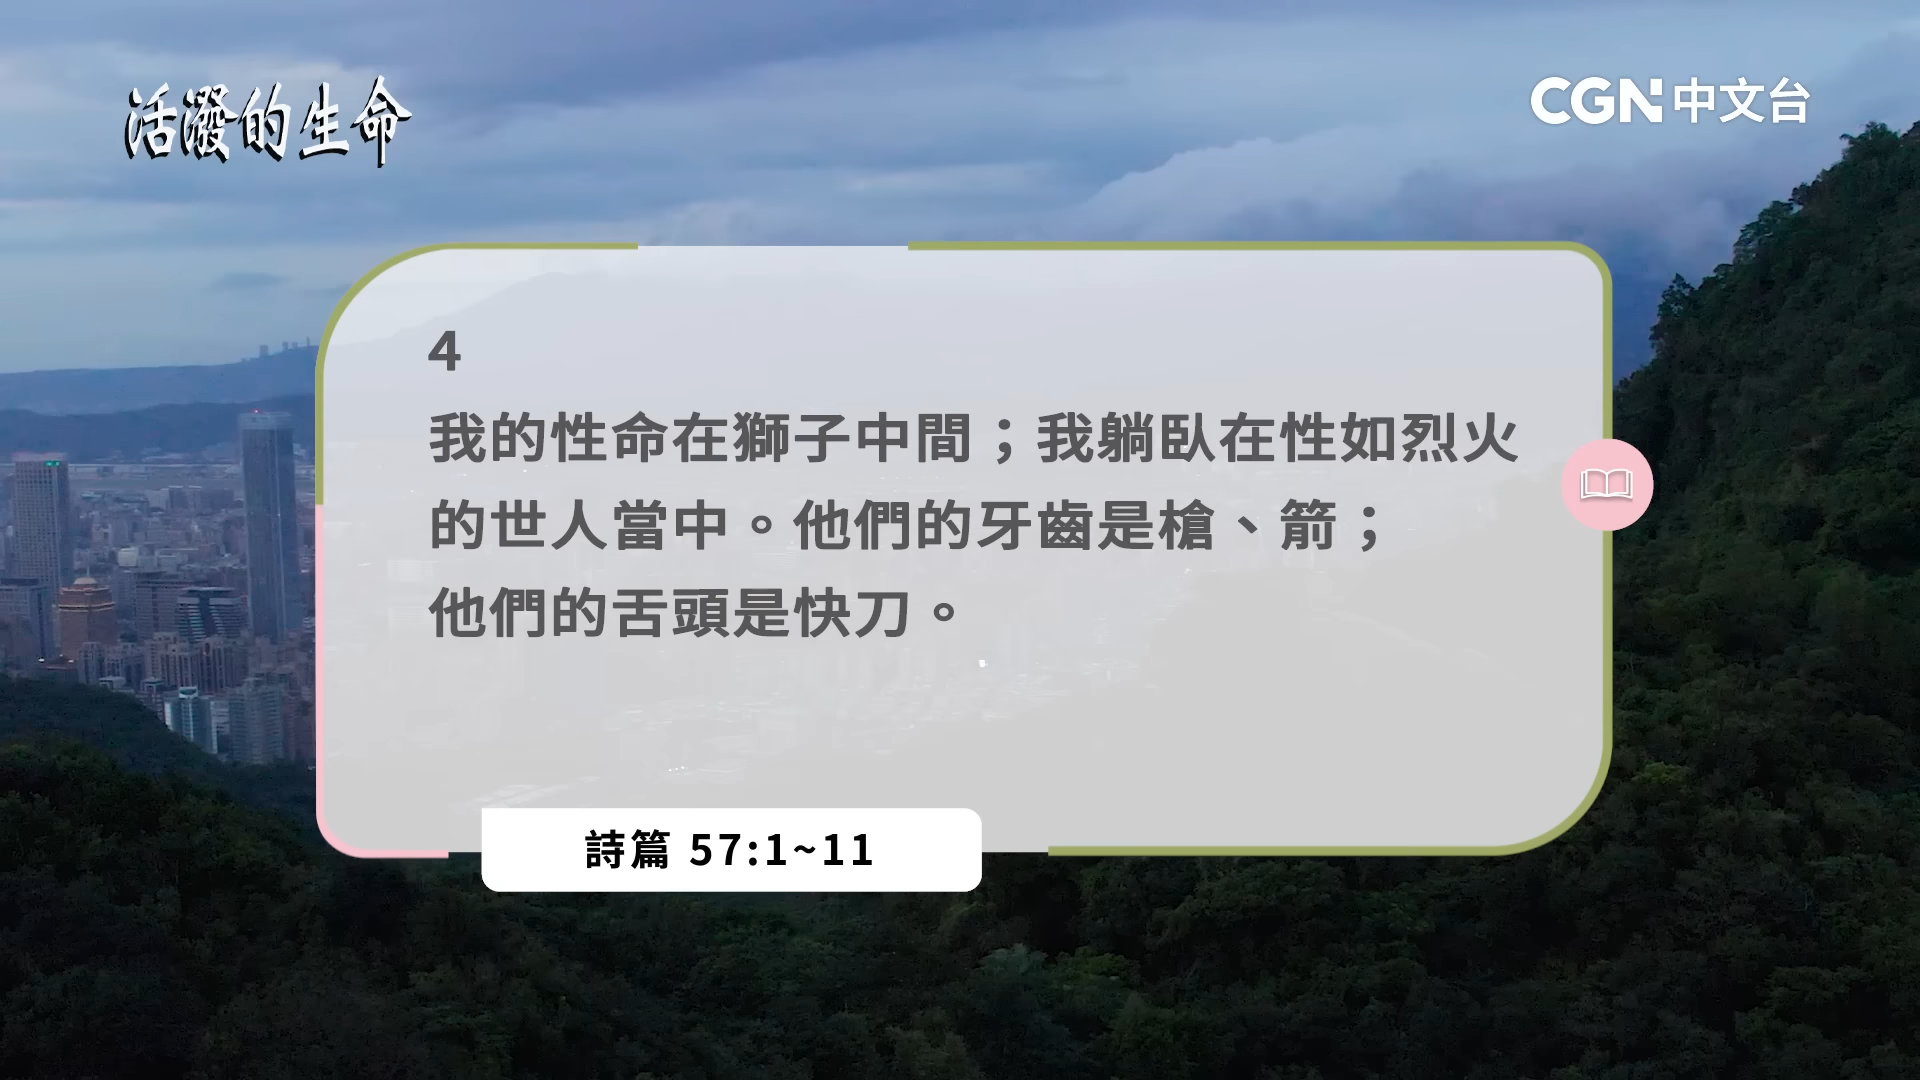 活潑的生命
CGN中文台
4
我的性命在獅子中間；我躺臥在性如烈火
的世人當中。他們的牙齒是槍、箭；
他們的舌頭是快刀。
詩篇 57:1~11